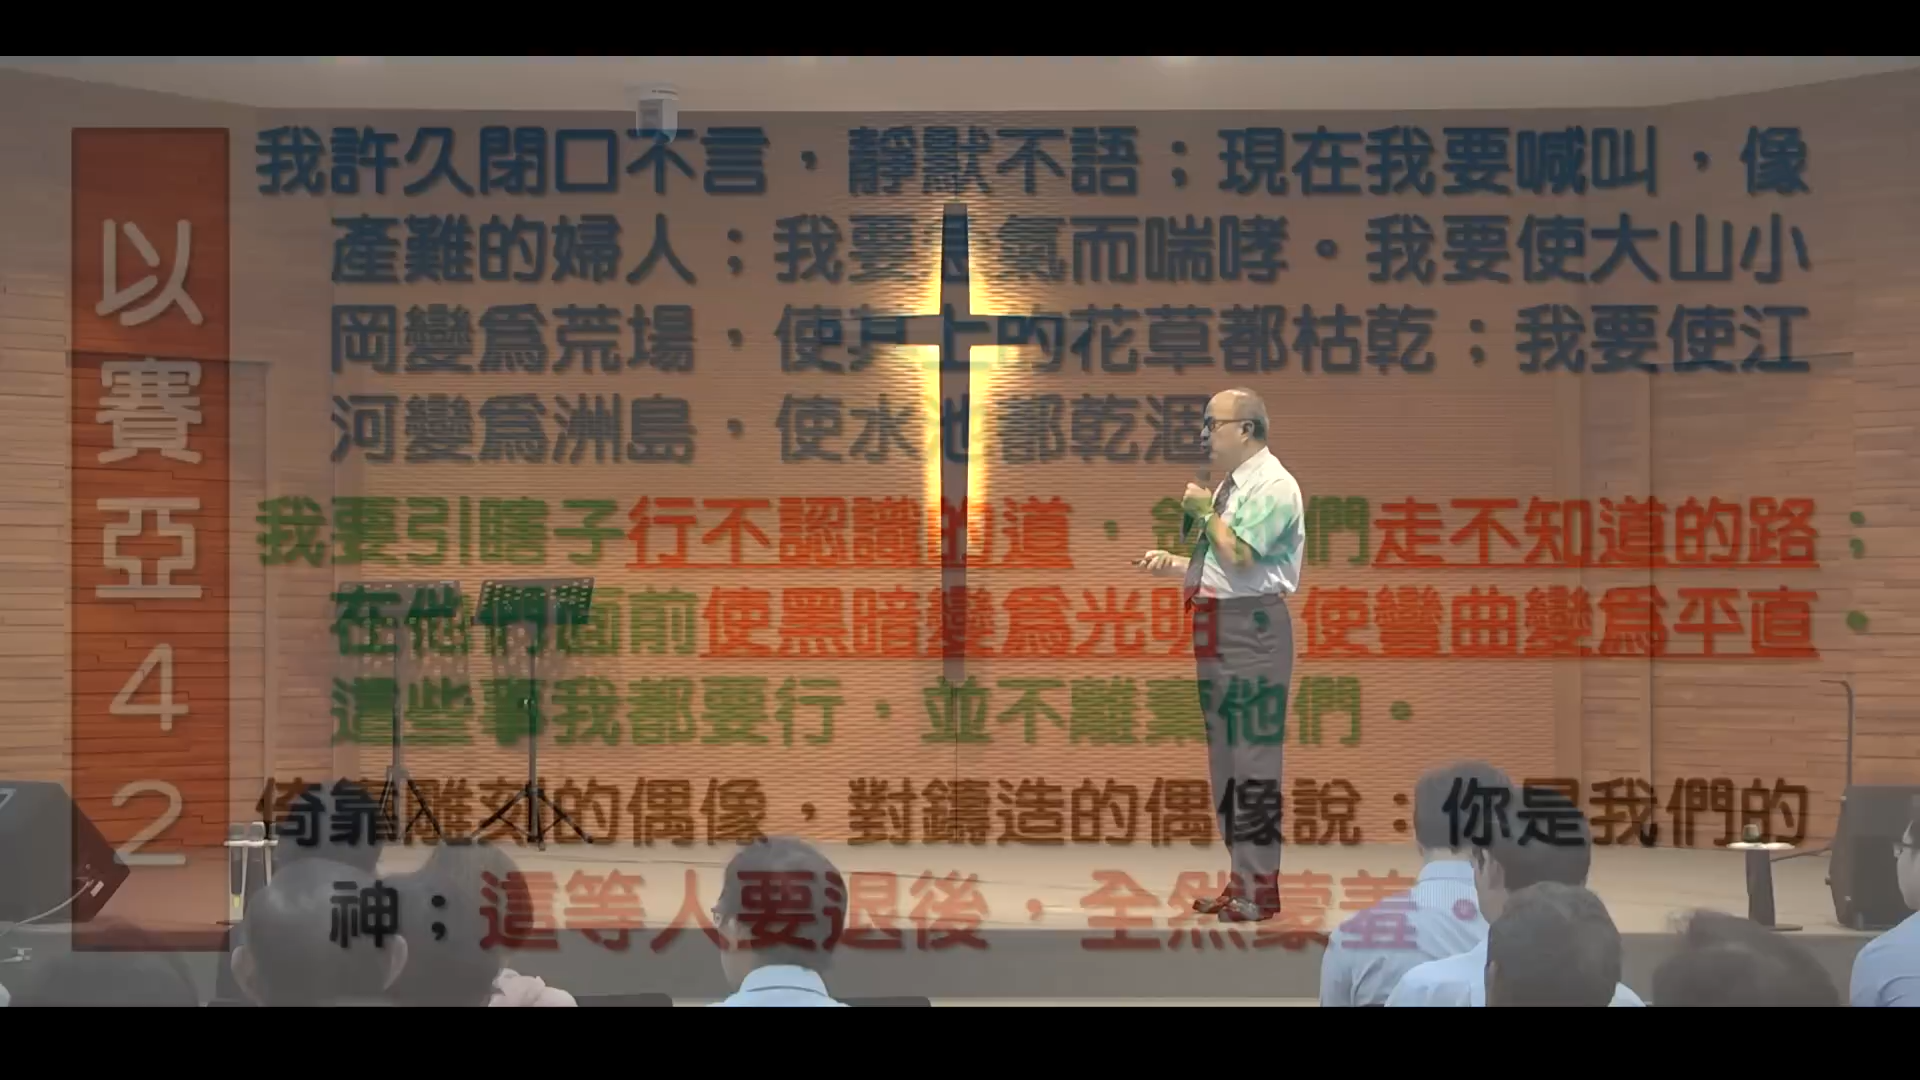 以賽亞42
我許久閉口不言，靜默不語；現在我要喊叫，像
產難的婦人；我要急氣而喘哮。我要使大山小
岡變為荒場，使其上的花草都枯乾；我要使江
河變為洲島，使水池都乾涸
我要引瞎子行不認識的道，領他們走不知道的路；
在他們面前使黑暗變為光明，使彎曲變為平直。
這些事我都要行，並不離棄他們。
倚靠雕刻的偶像，對鑄造的偶像說：你是我們的
神；這等人要退後，全然蒙羞。